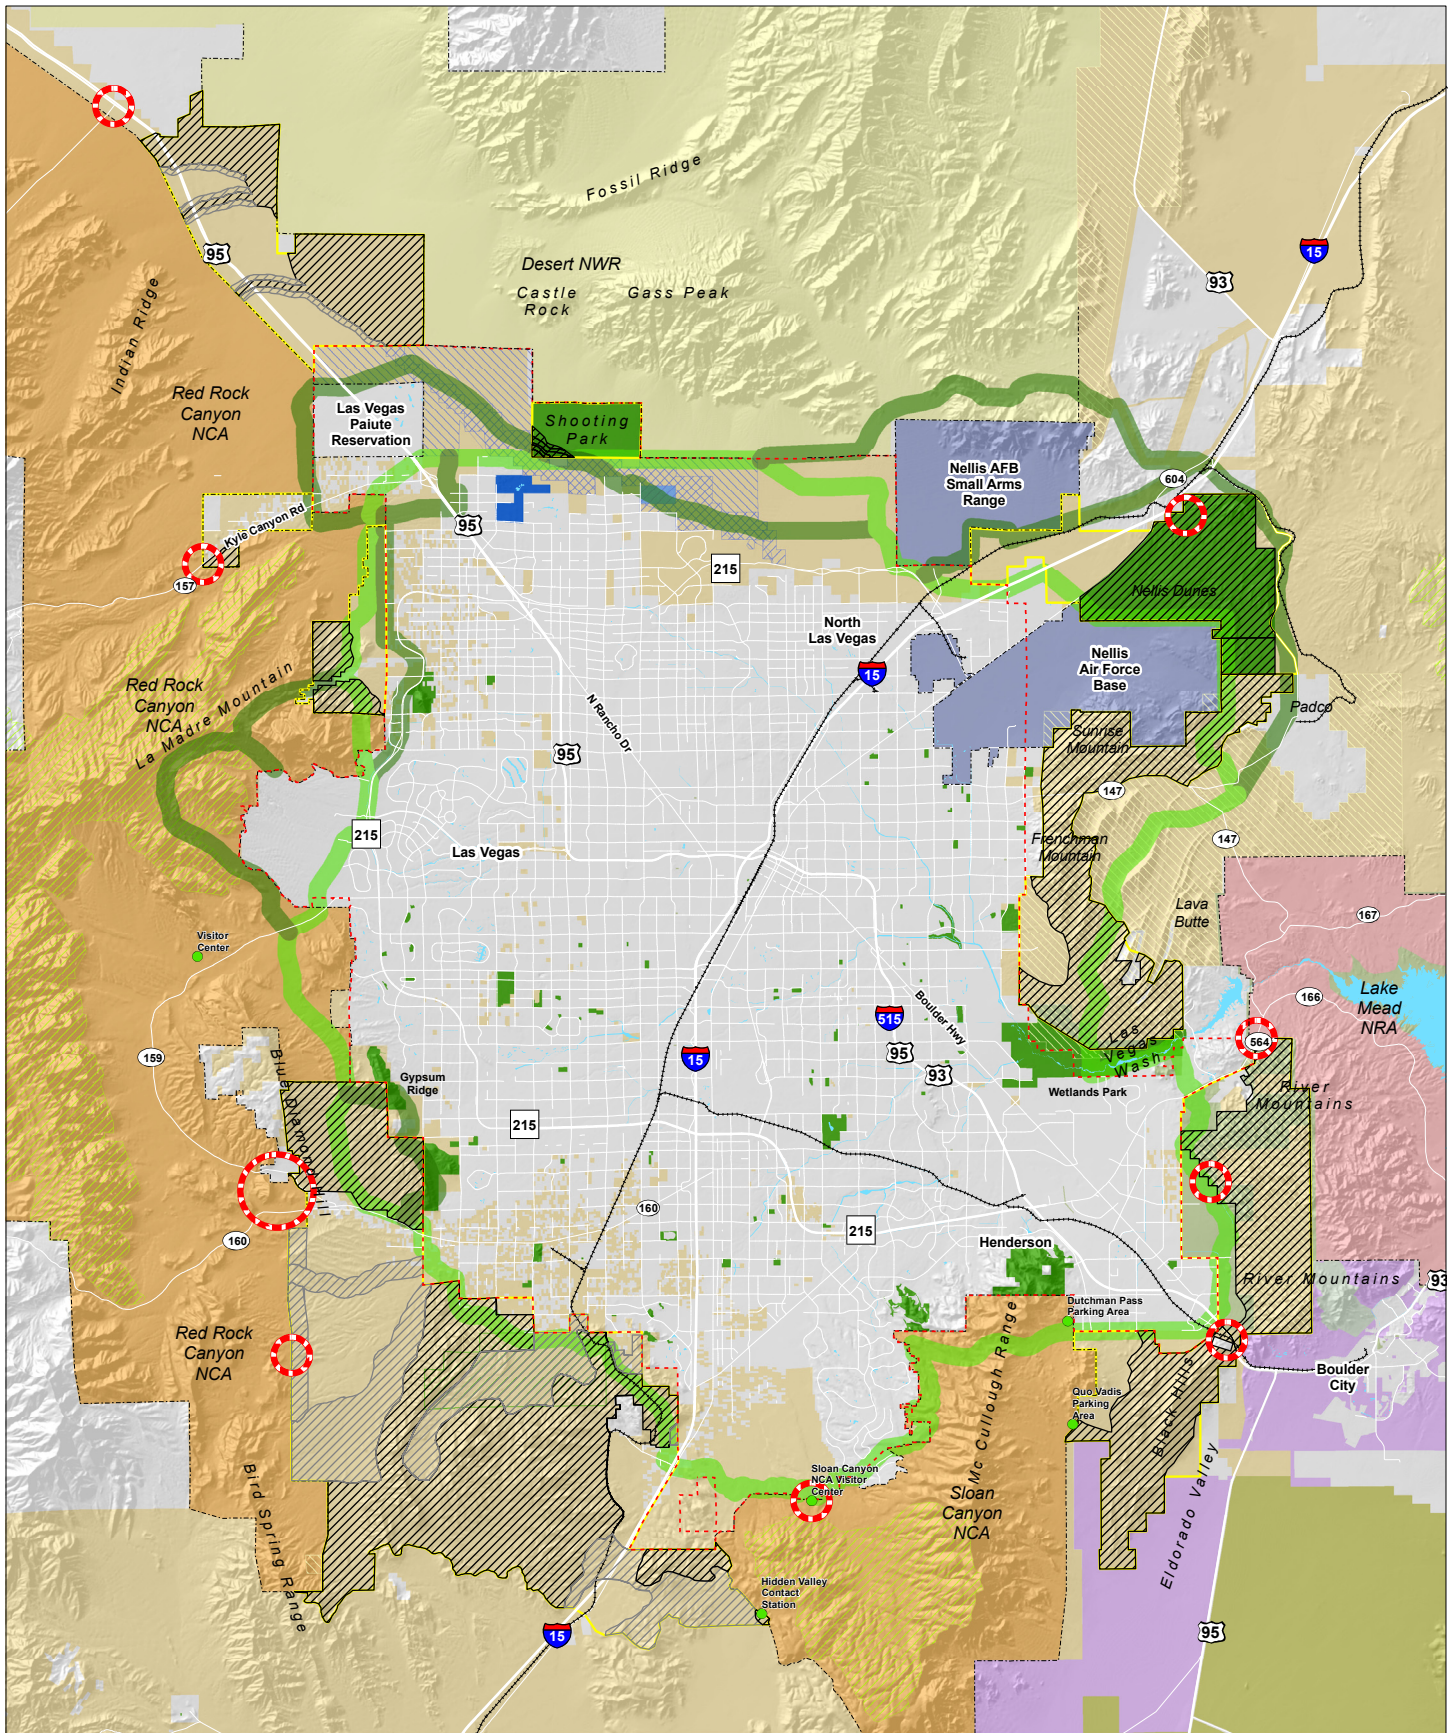 Fossil Ridge
95
15
93
Desert NWR
Castle
Rock
Gass Peak
Indian Ridge
Red Rock
Canyon
NCA
Las Vegas
Paiute
Reservation
Shooting
Park
Nellis AFB
Small Arms
Range
604
Kyle Canyon Rd
95
157
215
Nellis Dunes
North
Las Vegas
Nellis
Air Force
Base
15
Red Rock
Canyon
NCA
La Madre Mountain
N Rancho Dr
95
Padco
Sunrise
Mountain
147
215
Las Vegas
Frenchman
Mountain
147
Lava
Butte
167
Visitor
Center
Lake
Mead
NRA
166
515
Boulder Hwy
159
15
95
93
Las
Vegas
Wash
564
Blue Diamond Hill
Gypsum
Ridge
Wetlands Park
River
Mountains
215
160
160
215
Henderson
River Mountains
93
Dutchman Pass
Parking Area
Red Rock
Canyon
NCA
Mc Cullough Range
Boulder
City
Quo Vadis
Parking
Area
Black Hills
Sloan Canyon
NCA Visitor
Center
Sloan
Canyon
NCA
Bird Spring Range
Eldorado Valley
Hidden Valley
Contact
Station
15
95